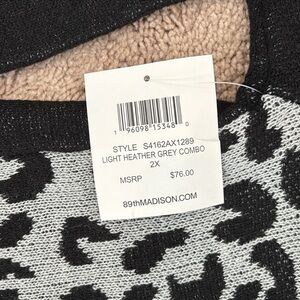 1 96098 15348 0
STYLE S4162AX1289
LIGHT HEATHER GREY COMBO
2X
MSRP $76.00
89thMADISON.COM